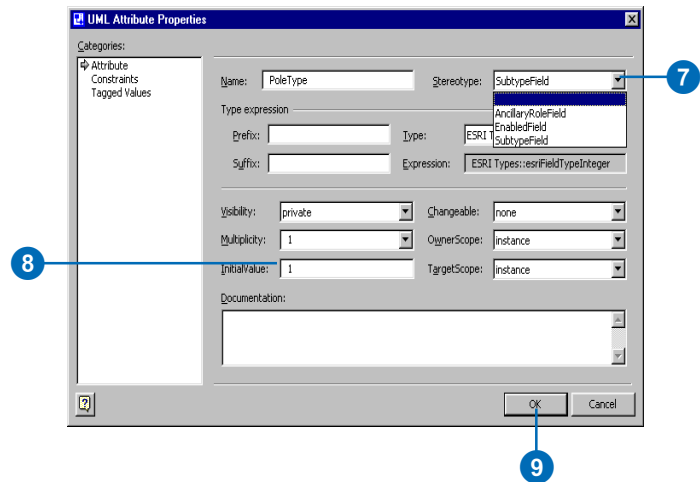 UML Attribute Properties
Categories:
Attribute
Constraints
Tagged Values
Name: PoleType Stereotype: SubtypeField
7
AncillaryRoleField
EnabledField
SubtypeField
Type expression
Prefix: Type: ESRI
Suffix: Expression: ESRI Types::esriFieldTypeInteger
Visibility: private Changeable: none
Multiplicity: 1 OwnerScope: instance
8
InitialValue: 1 TargetScope: instance
Documentation:
OK Cancel
9